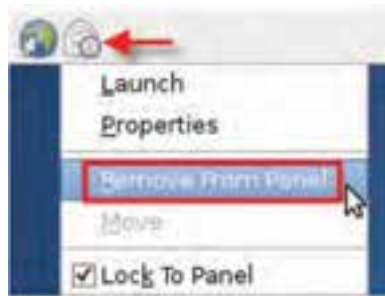 Launch
Properties
Remove From Panel
Move
Lock To Panel